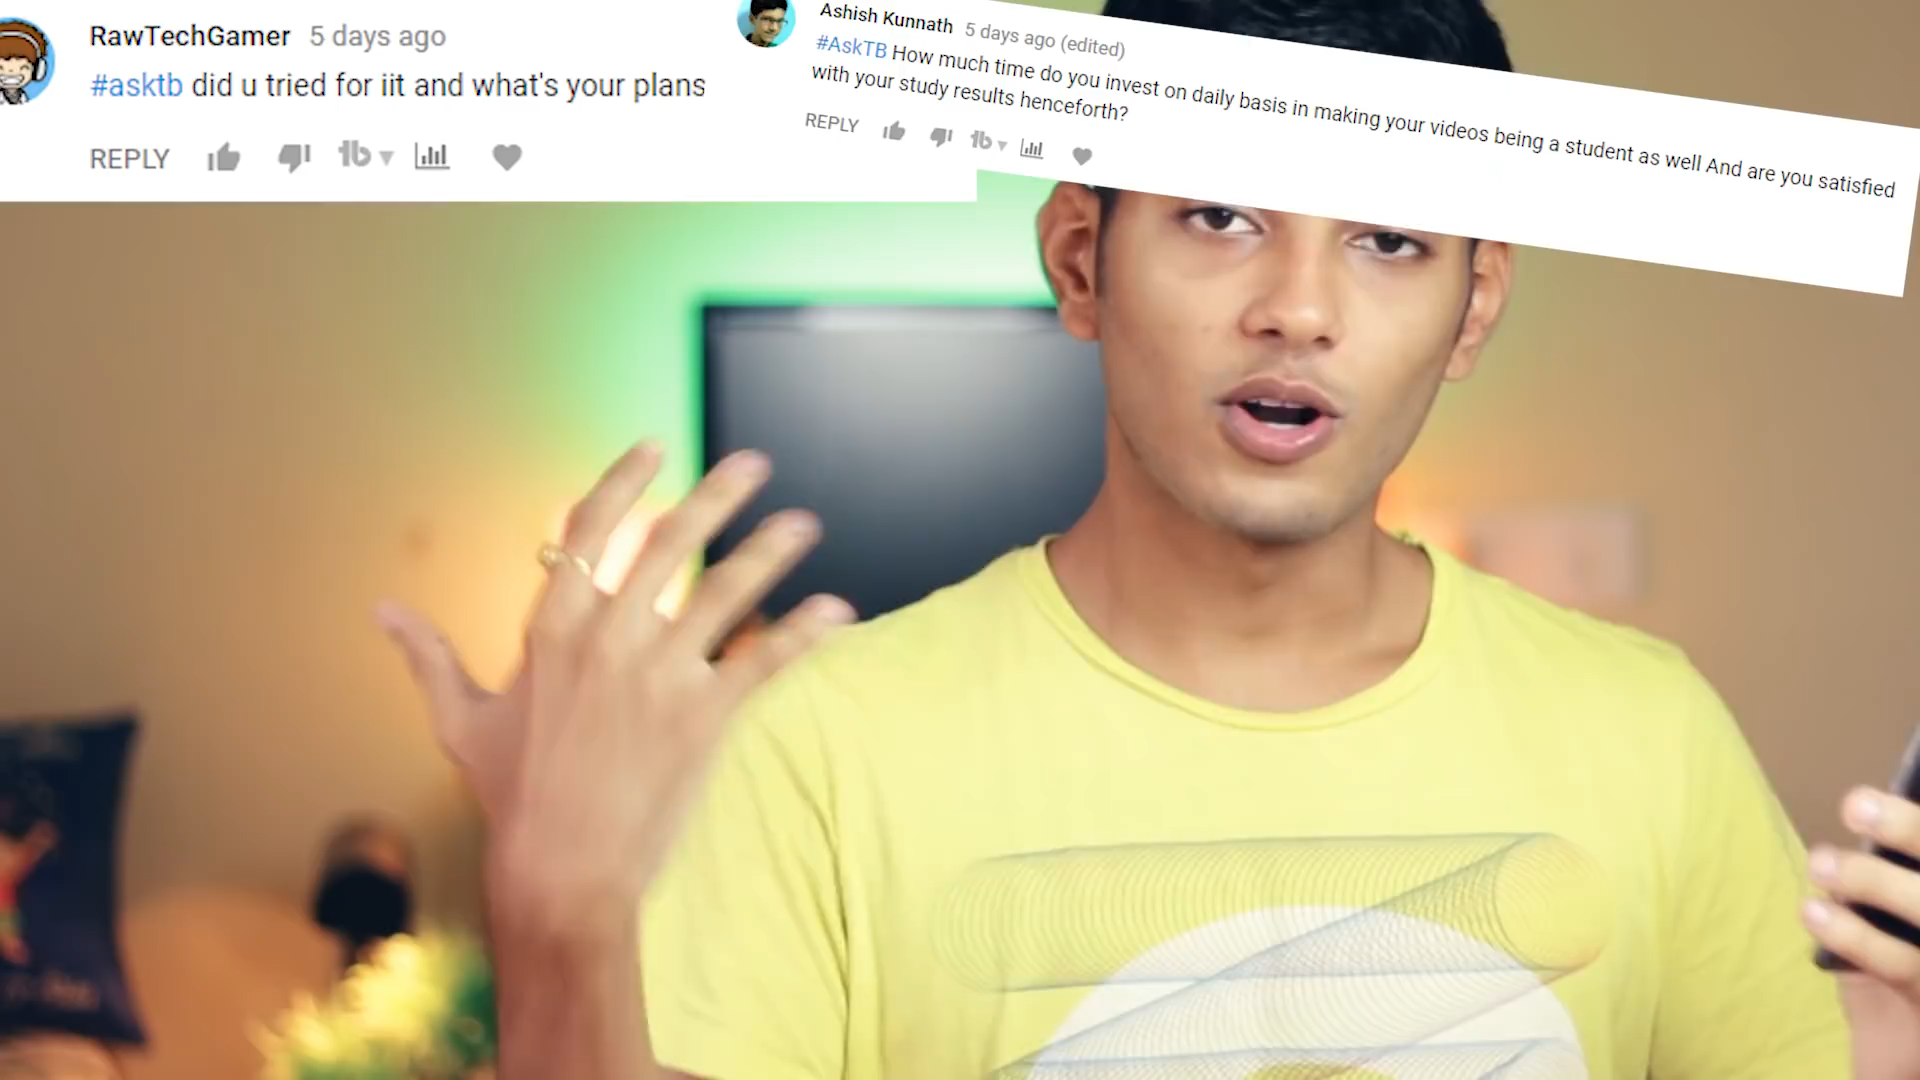 RawTechGamer 5 days ago
#asktb did u tried for iit and what's your plans
REPLY
Ashish Kunnath 5 days ago (edited)
#AskTB How much time do you invest on daily basis in making your videos being a student as well And are you satisfied
with your study results henceforth?
REPLY